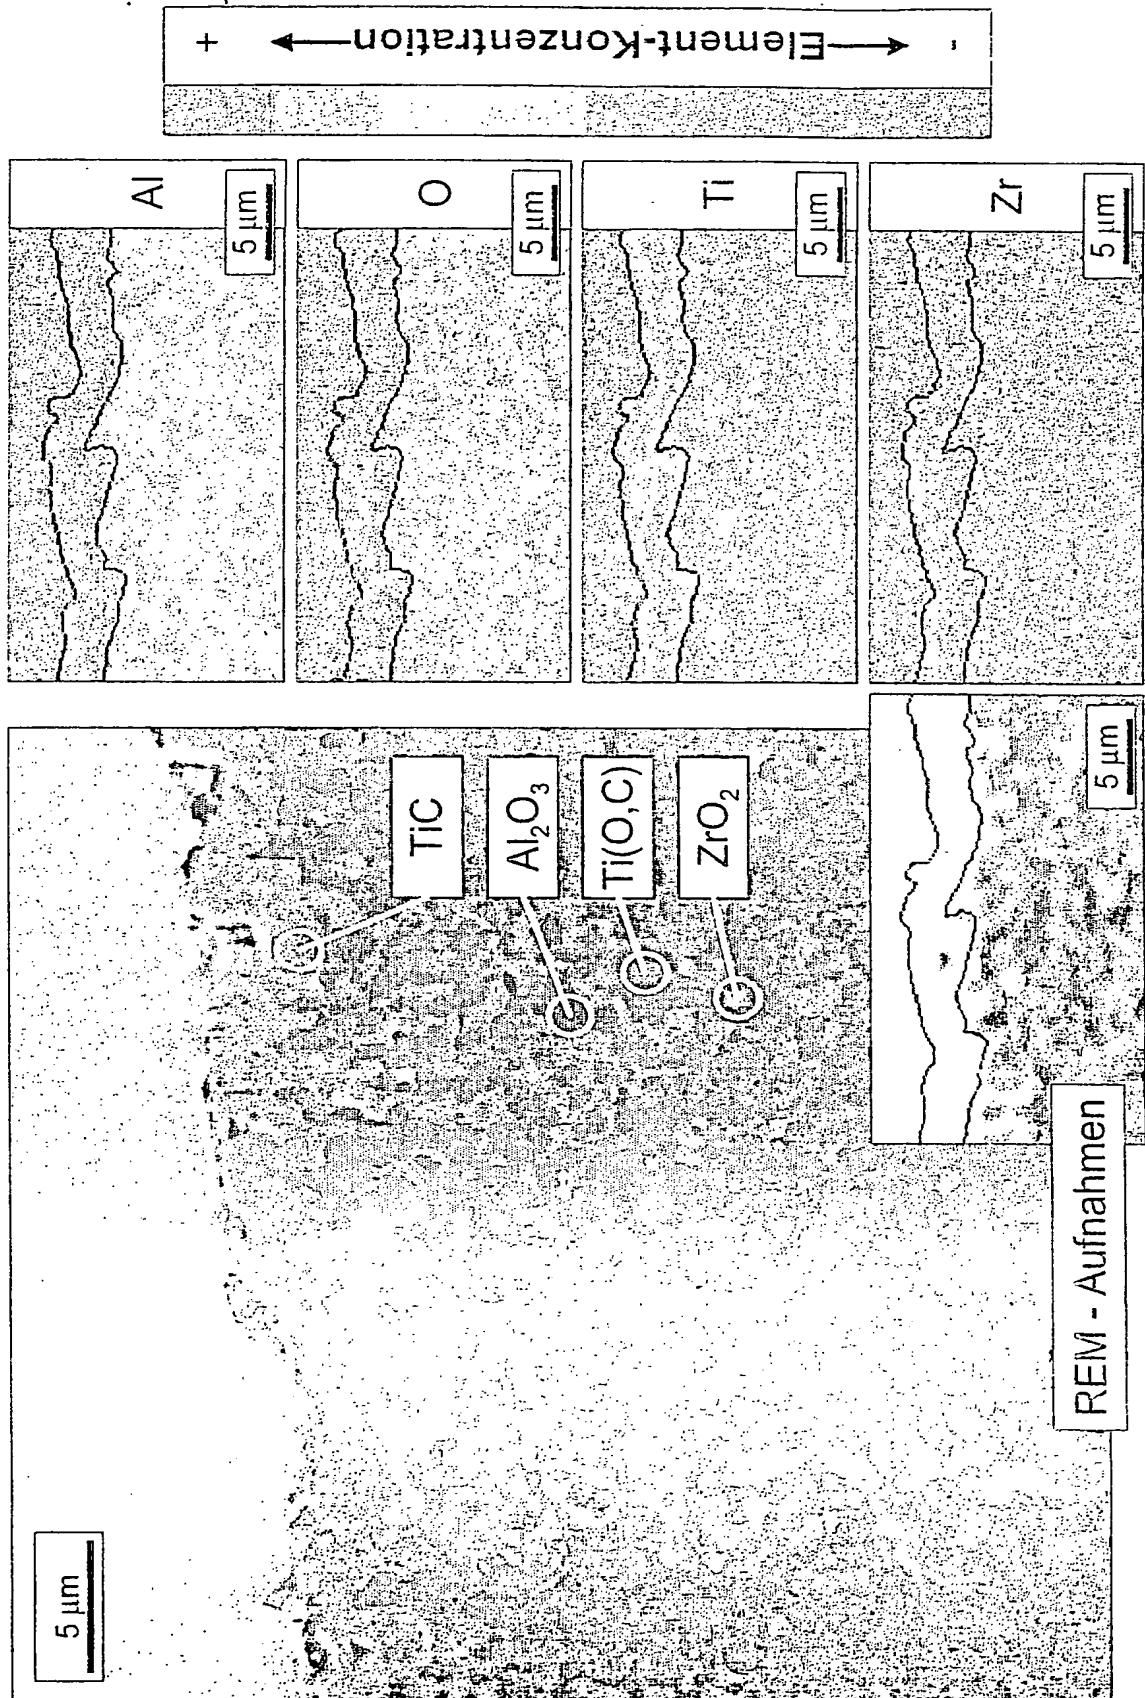 5 µm
TiC
Al₂O₃
Ti(O,C)
ZrO₂
REM - Aufnahmen
5 µm
Al
5 µm
O
5 µm
Ti
5 µm
Zr
5 µm
+
Element-Konzentration
-